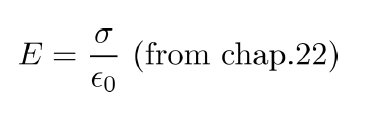 E = σ/ϵ₀ (from chap.22)